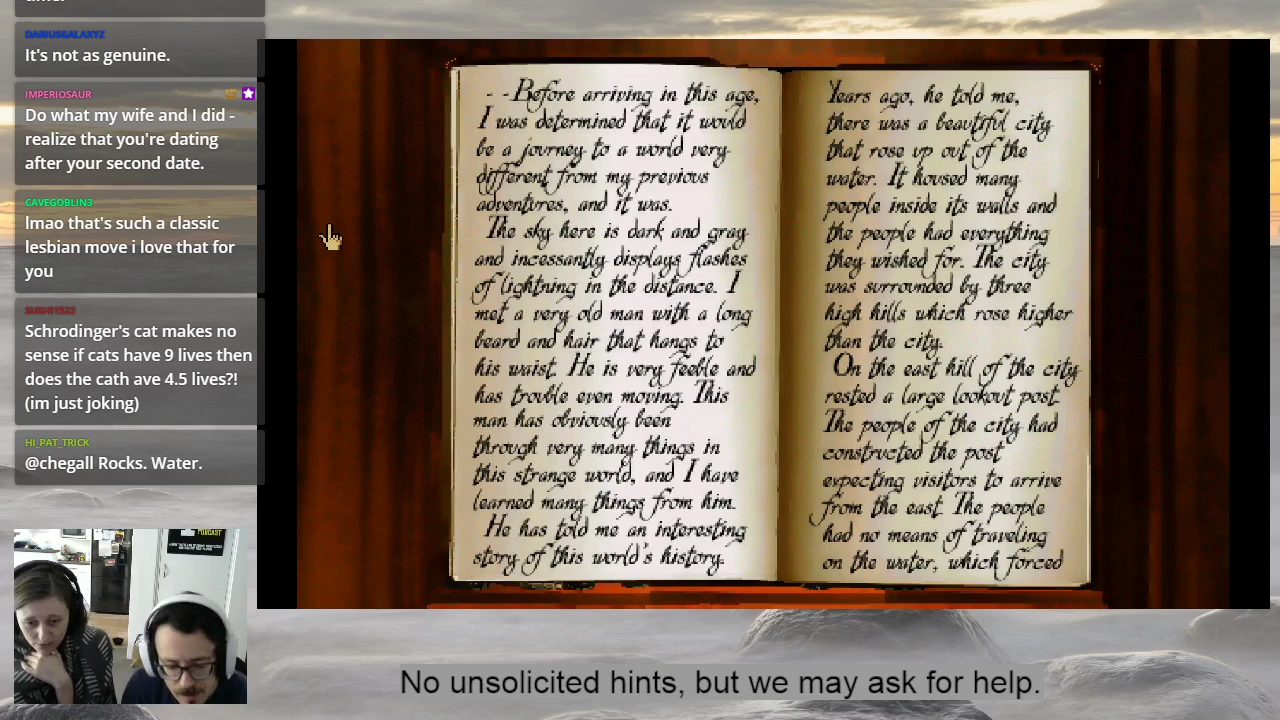 DARIUSGALAXYZ
It's not as genuine.
IMPERIOSAUR
Do what my wife and I did -
realize that you're dating
after your second date.
CAVEGOBLIN3
lmao that's such a classic
lesbian move i love that for
you
SUSHI1522
Schrodinger's cat makes no
sense if cats have 9 lives then
does the cath ave 4.5 lives?!
(im just joking)
HI_PAT_TRICK
@chegall Rocks. Water.
PODCAST
- -Before arriving in this age,
I was determined that it would
be a journey to a world very
different from my previous
adventures, and it was.
The sky here is dark and gray
and incessantly displays flashes
of lightning in the distance. I
met a very old man with a long
beard and hair that hangs to
his waist. He is very feeble and
has trouble even moving. This
man has obviously been
through very many things in
this strange world, and I have
learned many things from him.
He has told me an interesting
story of this world's history.
Years ago, he told me,
there was a beautiful city
that rose up out of the
water. It housed many
people inside its walls and
the people had everything
they wished for. The city
was surrounded by three
high hills which rose higher
than the city.
On the east hill of the city
rested a large lookout post.
The people of the city had
constructed the post
expecting visitors to arrive
from the east. The people
had no means of traveling
on the water, which forced
No unsolicited hints, but we may ask for help.